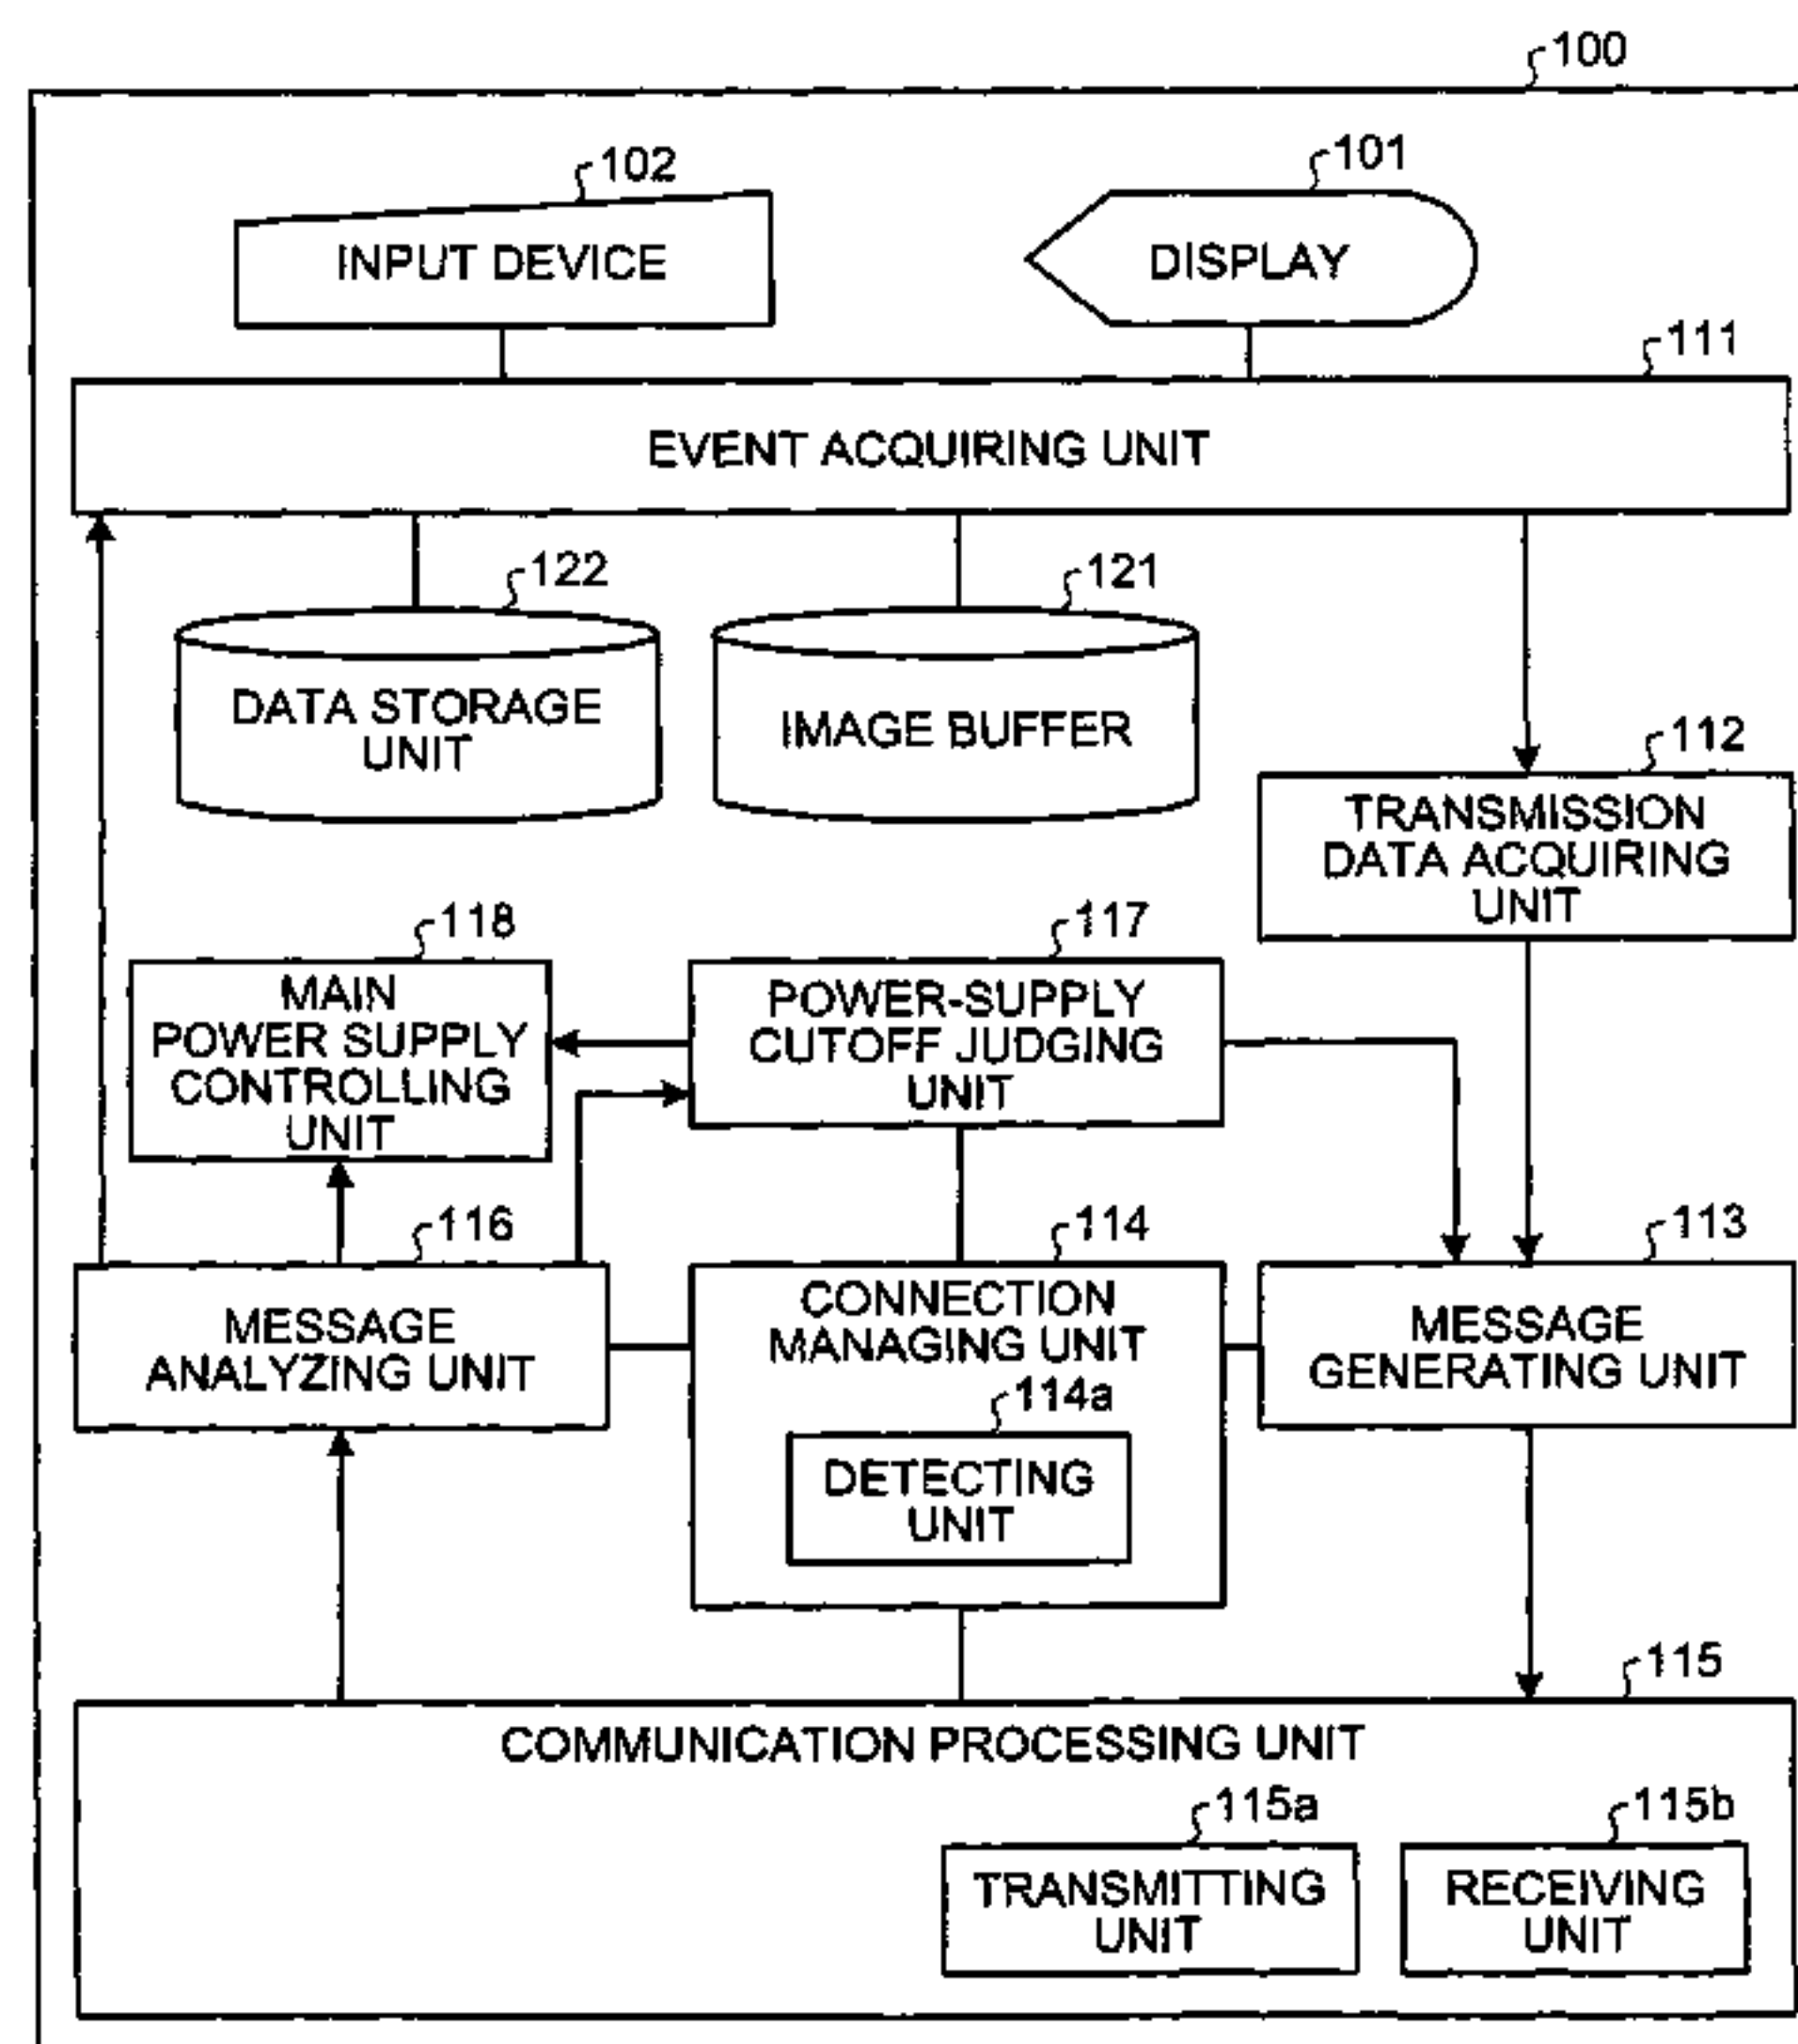 100
102
101
INPUT DEVICE
DISPLAY
111
EVENT ACQUIRING UNIT
122
121
DATA STORAGE
UNIT
IMAGE BUFFER
112
TRANSMISSION
DATA ACQUIRING
UNIT
118
117
MAIN
POWER SUPPLY
CONTROLLING
UNIT
POWER-SUPPLY
CUTOFF JUDGING
UNIT
116
114
113
MESSAGE
ANALYZING UNIT
CONNECTION
MANAGING UNIT
MESSAGE
GENERATING UNIT
114a
DETECTING
UNIT
115
COMMUNICATION PROCESSING UNIT
115a
115b
TRANSMITTING
UNIT
RECEIVING
UNIT